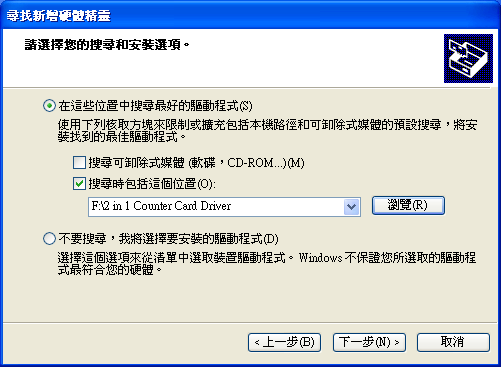 尋找新增硬體精靈
請選擇您的搜尋和安裝選項。
在這些位置中搜尋最好的驅動程式(S)
使用下列核取方塊來限制或擴充包括本機路徑和可卸除式媒體的預設搜尋，將安
裝找到的最佳驅動程式。
搜尋可卸除式媒體 (軟碟，CD-ROM...)(M)
搜尋時包括這個位置(O):
F:\2 in 1 Counter Card Driver
瀏覽(R)
不要搜尋，我將選擇要安裝的驅動程式(D)
選擇這個選項來從清單中選取裝置驅動程式。Windows 不保證您所選取的驅動程
式最符合您的硬體。
< 上一步(B)
下一步(N) >
取消